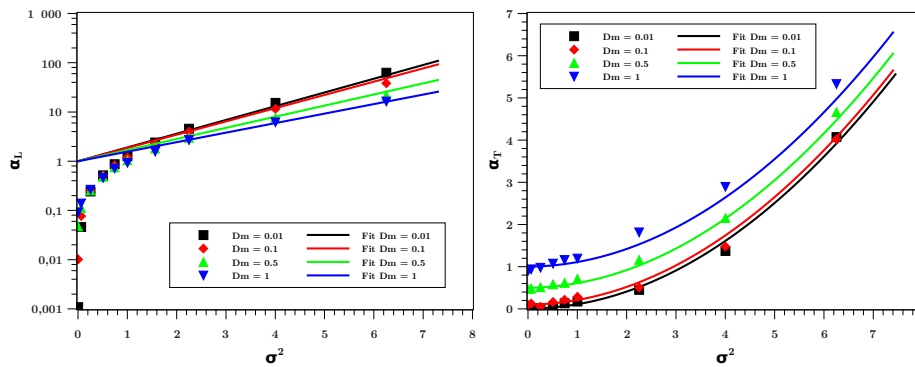 1 000
100
10
1
0,1
0,01
0,001
α_L
0 1 2 3 4 5 6 7 8
σ²
Dm = 0.01 Fit Dm = 0.01
Dm = 0.1 Fit Dm = 0.1
Dm = 0.5 Fit Dm = 0.5
Dm = 1 Fit Dm = 1
7
6
5
4
3
2
1
0
α_T
0 2 4 6
σ²
Dm = 0.01 Fit Dm = 0.01
Dm = 0.1 Fit Dm = 0.1
Dm = 0.5 Fit Dm = 0.5
Dm = 1 Fit Dm = 1